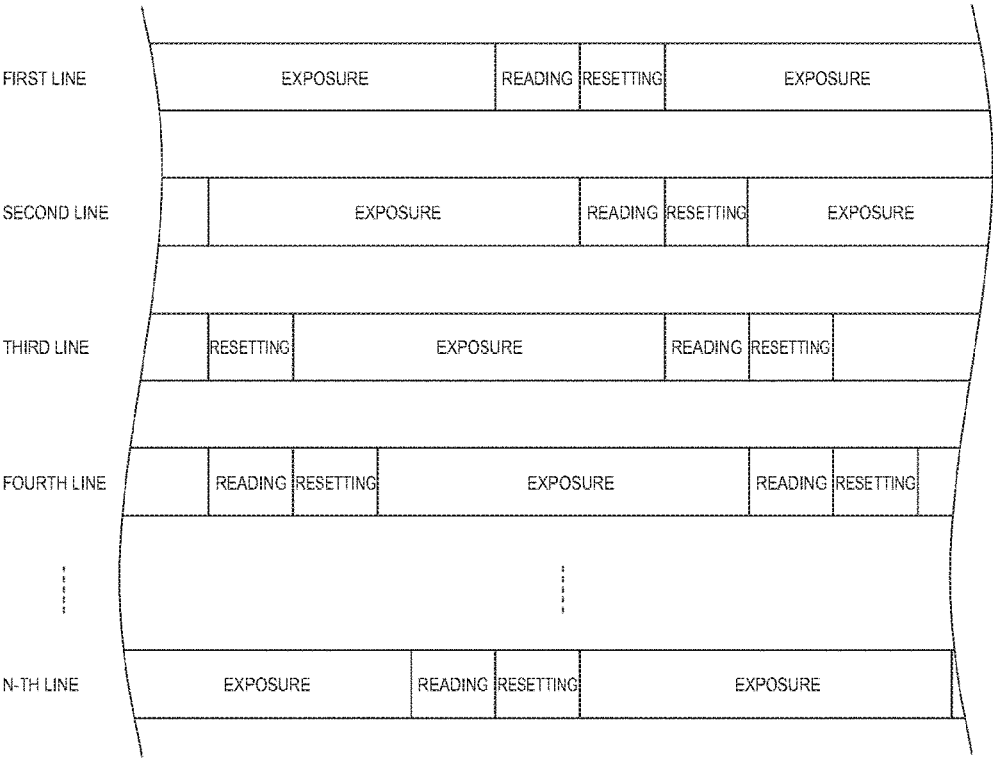 FIRST LINE EXPOSURE READING RESETTING EXPOSURE
SECOND LINE EXPOSURE READING RESETTING EXPOSURE
THIRD LINE RESETTING EXPOSURE READING RESETTING
FOURTH LINE READING RESETTING EXPOSURE READING RESETTING
N-TH LINE EXPOSURE READING RESETTING EXPOSURE